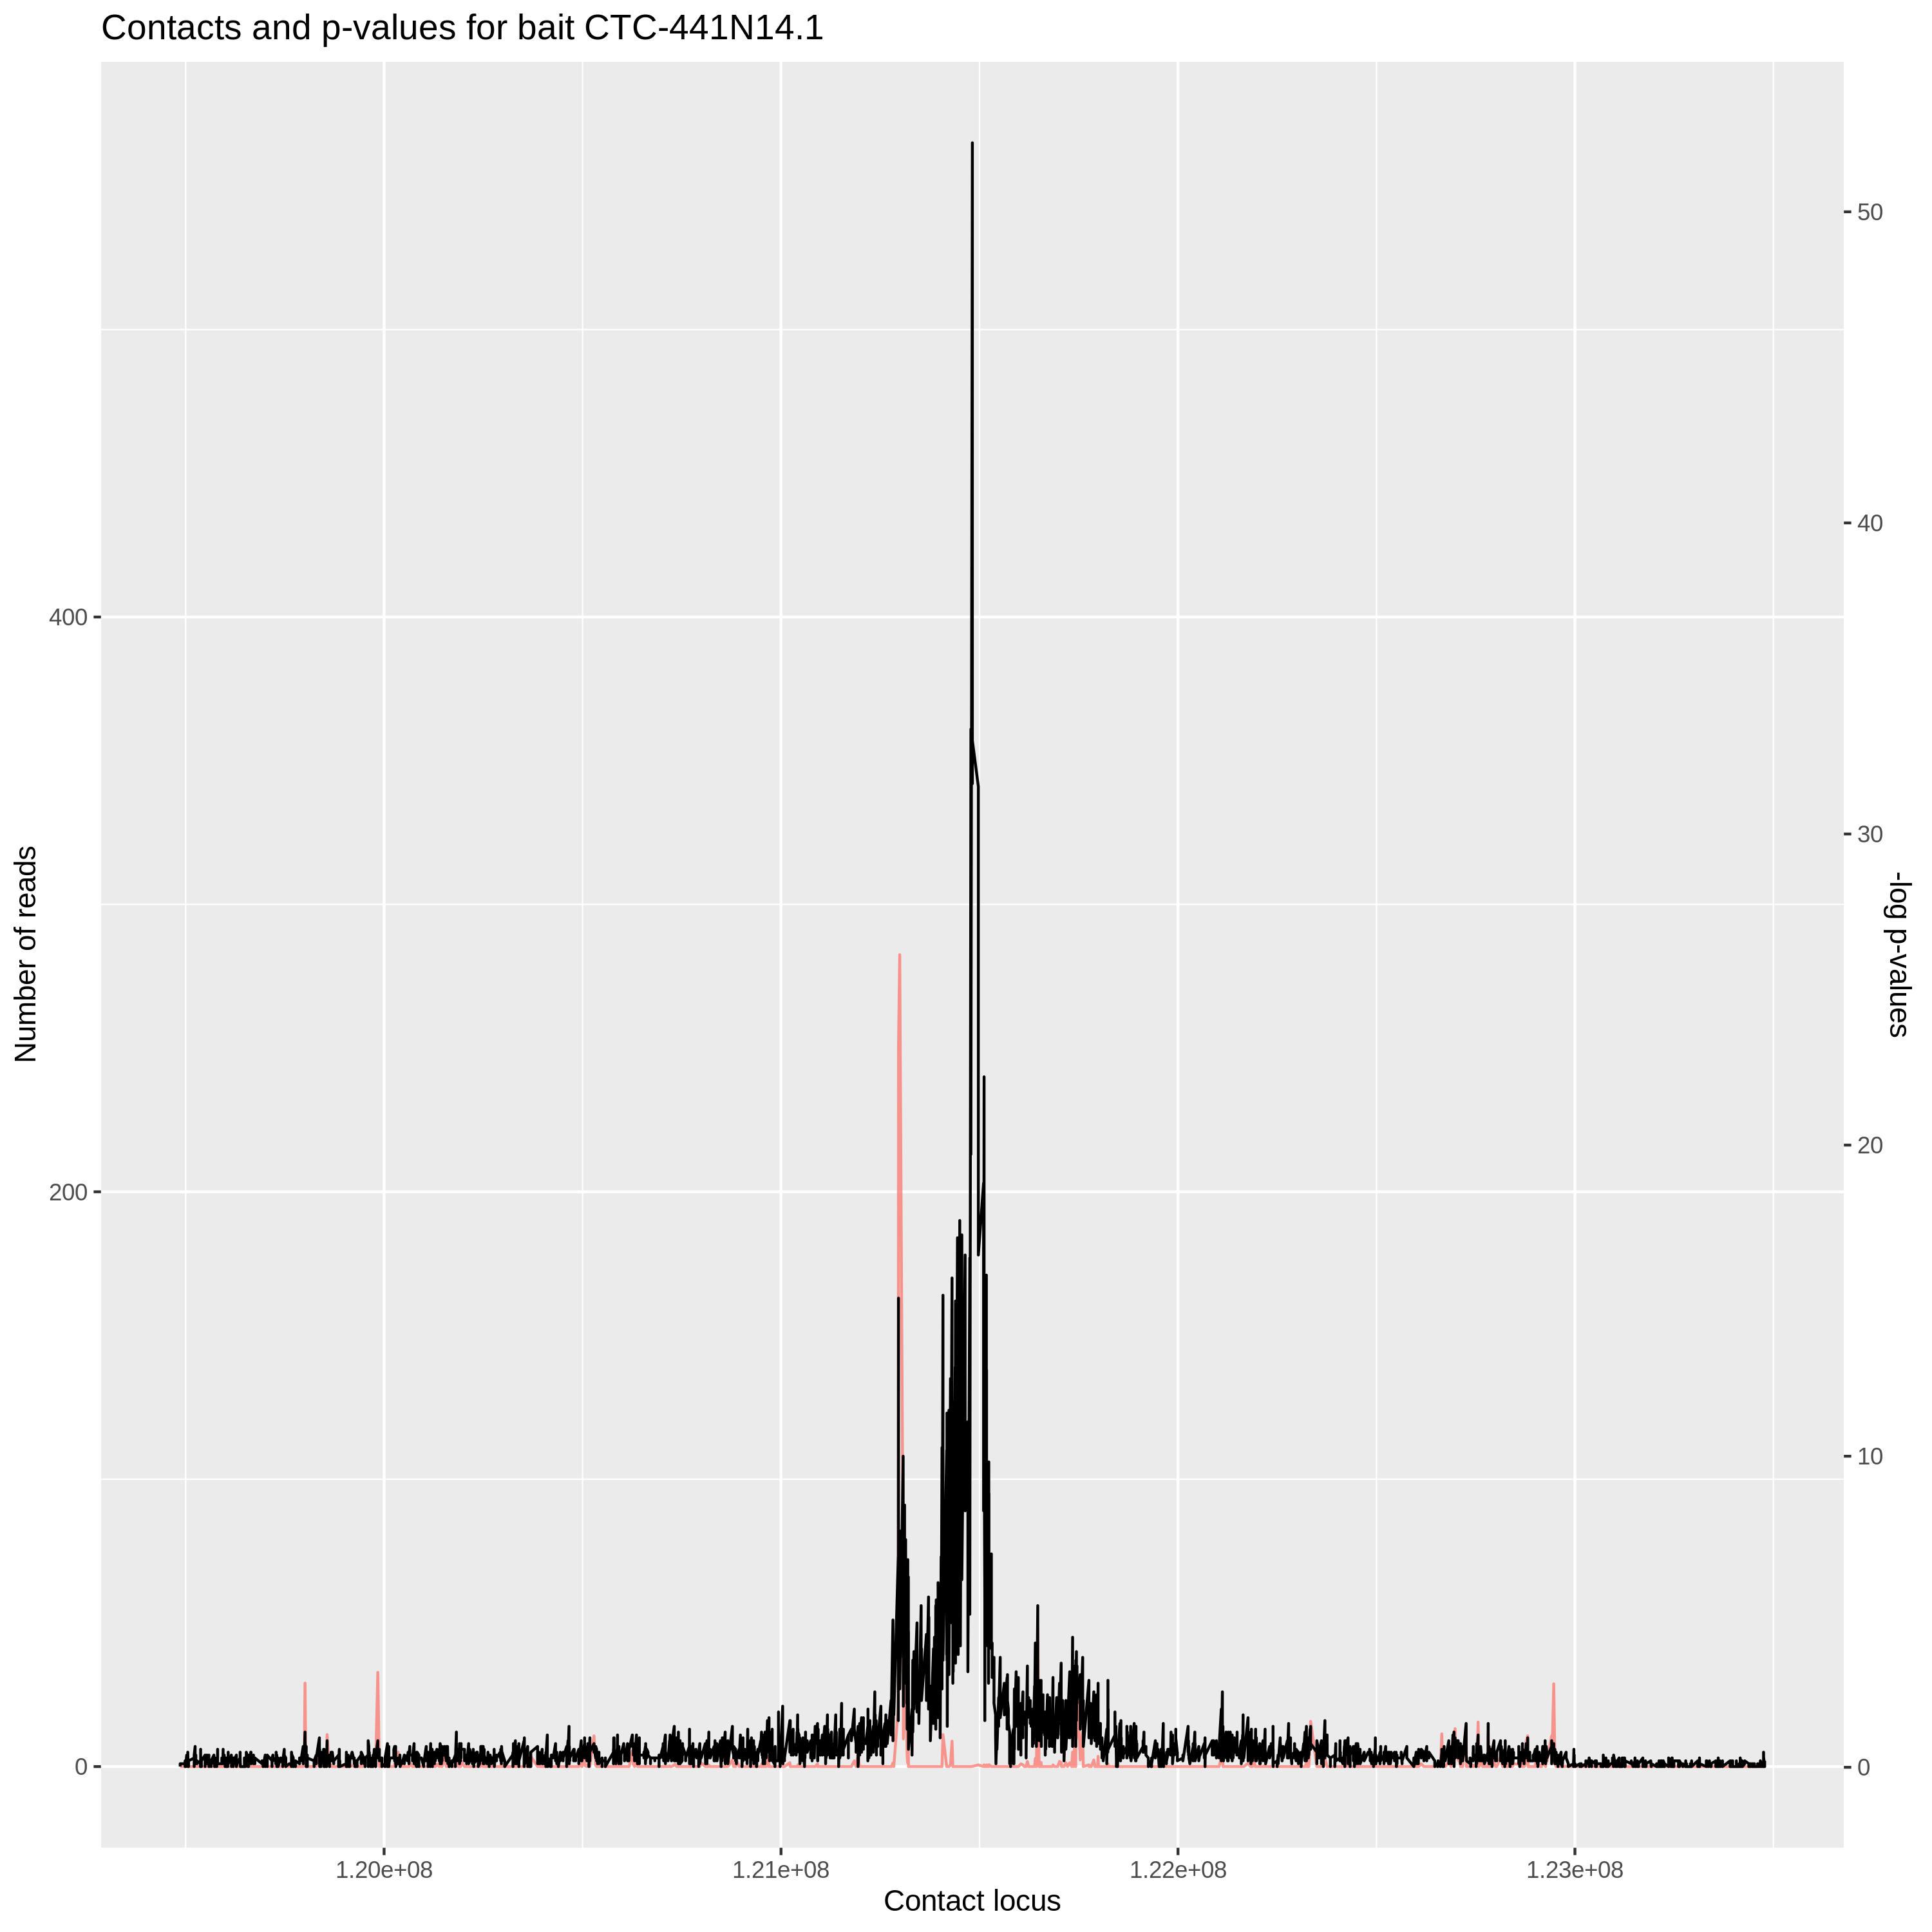 Contacts and p-values for bait CTC-441N14.1
Number of reads
400
200
0
50
40
30
20
10
0
-log p-values
1.20e+08
1.21e+08
1.22e+08
1.23e+08
Contact locus